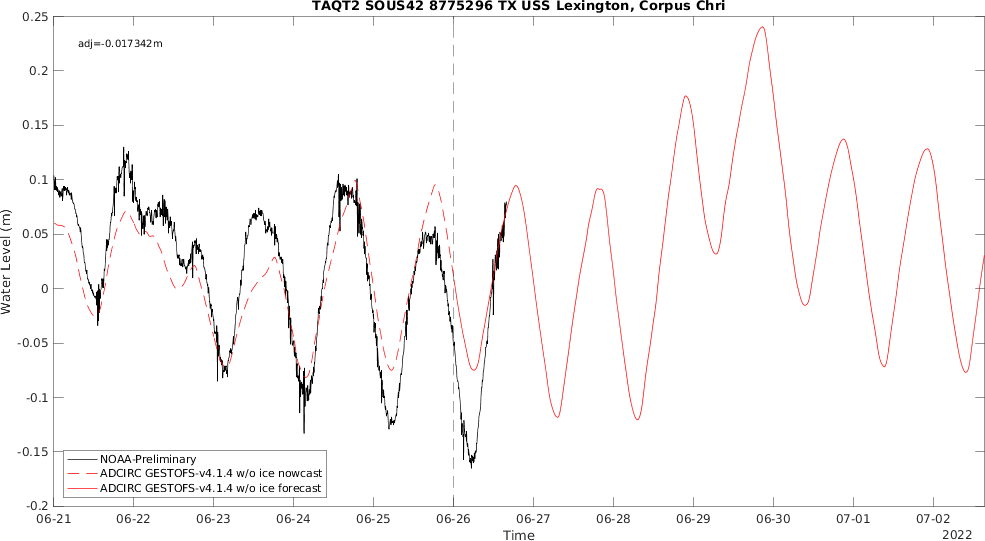 TAQT2 SOUS42 8775296 TX USS Lexington, Corpus Chri
adj=-0.017342m
0.25
0.2
0.15
0.1
0.05
0
-0.05
-0.1
-0.15
-0.2
Water Level (m)
NOAA-Preliminary
ADCIRC GESTOFS-v4.1.4 w/o ice nowcast
ADCIRC GESTOFS-v4.1.4 w/o ice forecast
06-21 06-22 06-23 06-24 06-25 06-26 06-27 06-28 06-29 06-30 07-01 07-02
Time
2022